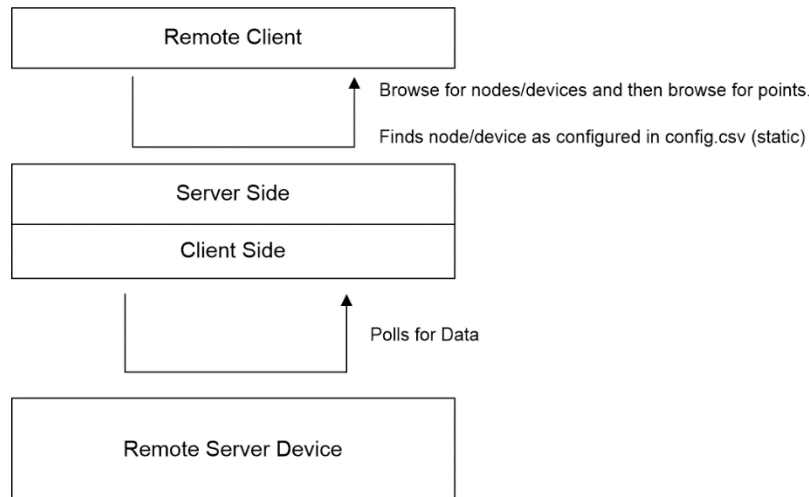 Remote Client
Browse for nodes/devices and then browse for points.
Finds node/device as configured in config.csv (static)
Server Side
Client Side
Polls for Data
Remote Server Device